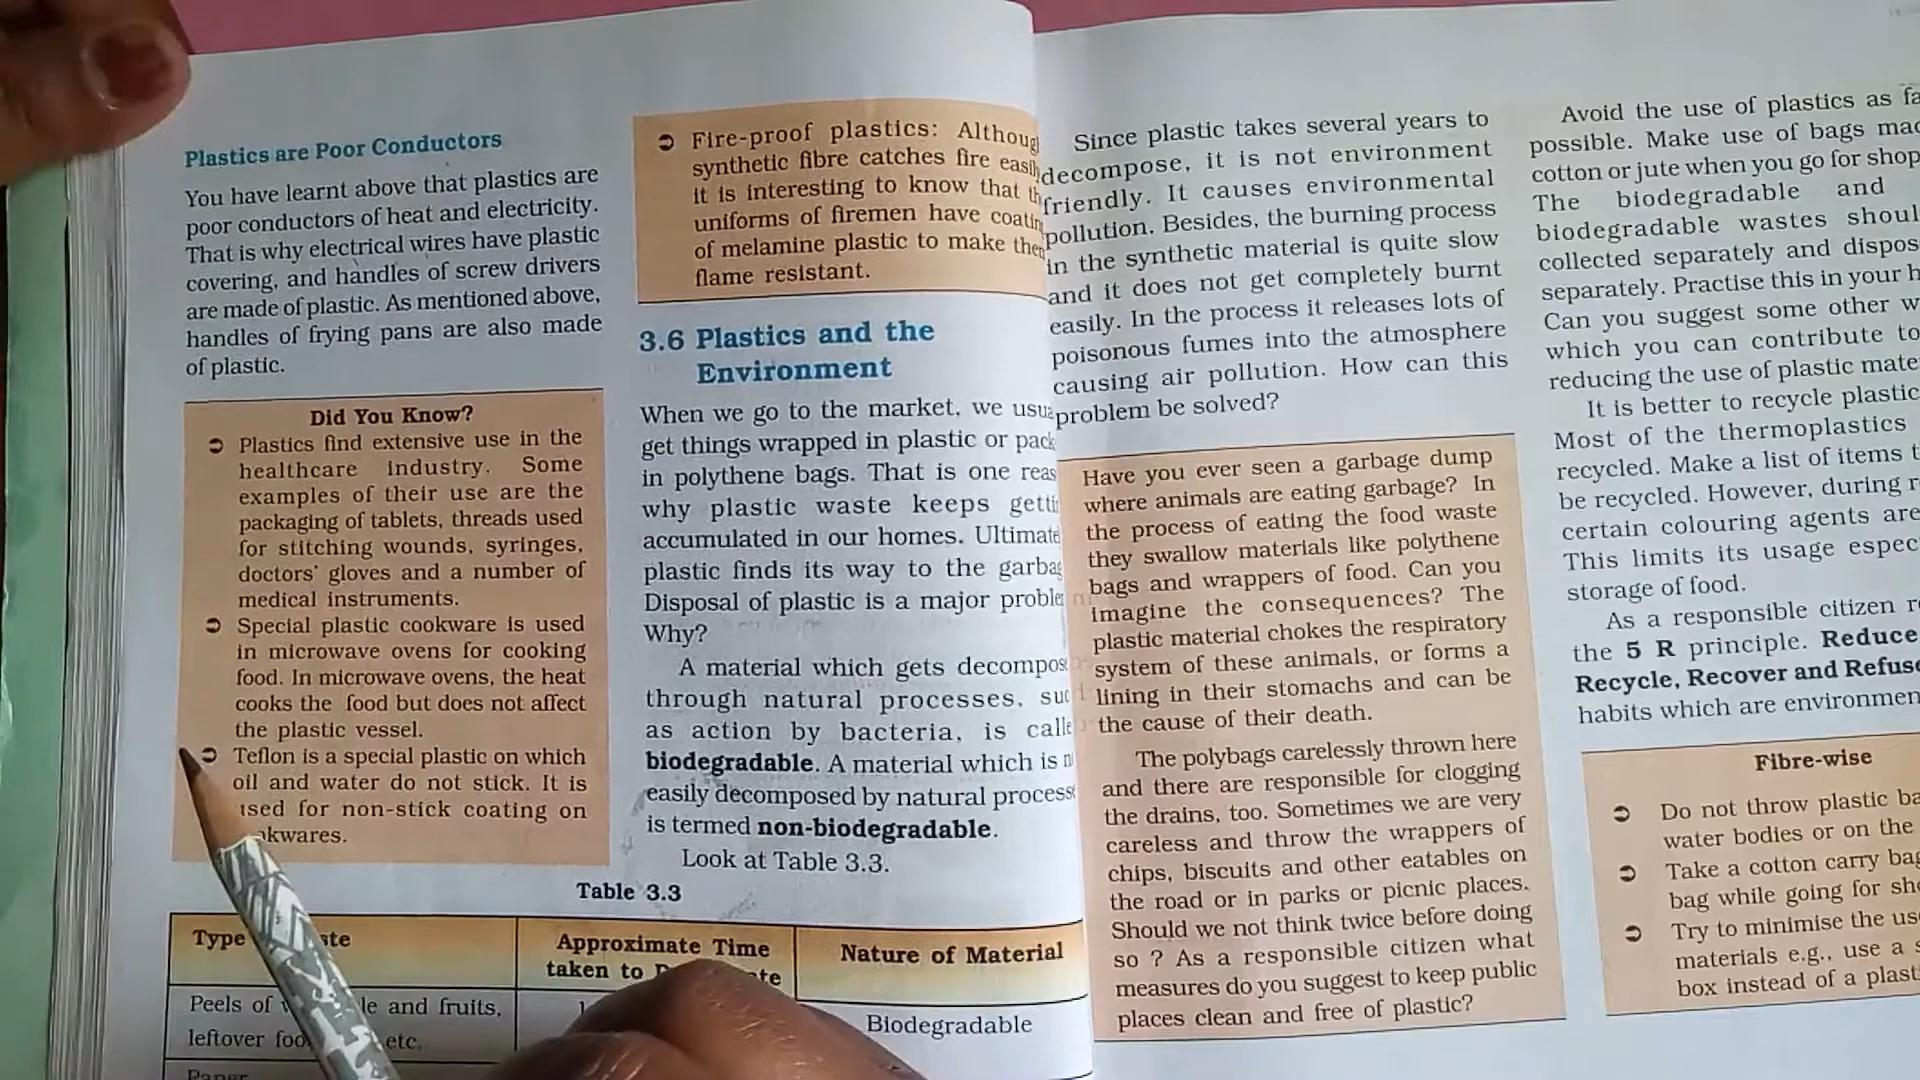 Plastics are Poor Conductors
You have learnt above that plastics are
poor conductors of heat and electricity.
That is why electrical wires have plastic
covering, and handles of screw drivers
are made of plastic. As mentioned above,
handles of frying pans are also made
of plastic.
Did You Know?
➲ Plastics find extensive use in the
healthcare industry. Some
examples of their use are the
packaging of tablets, threads used
for stitching wounds, syringes,
doctors' gloves and a number of
medical instruments.
➲ Special plastic cookware is used
in microwave ovens for cooking
food. In microwave ovens, the heat
cooks the food but does not affect
the plastic vessel.
➲ Teflon is a special plastic on which
oil and water do not stick. It is
used for non-stick coating on
akwares.
➲ Fire-proof plastics: Althoug
synthetic fibre catches fire easil
it is interesting to know that th
uniforms of firemen have coatin
of melamine plastic to make then
flame resistant.
3.6 Plastics and the
Environment
When we go to the market, we usua
get things wrapped in plastic or pack
in polythene bags. That is one reas
why plastic waste keeps getti
accumulated in our homes. Ultimate
plastic finds its way to the garbag
Disposal of plastic is a major problem
Why?
A material which gets decompos
through natural processes, suc
as action by bacteria, is calle
biodegradable. A material which is n
easily decomposed by natural process
is termed non-biodegradable.
Look at Table 3.3.
Table 3.3
Type ste
Approximate Time
taken to D te
Nature of Material
Peels of v le and fruits,
leftover foo etc.
Biodegradable
Paper
Since plastic takes several years to
decompose, it is not environment
friendly. It causes environmental
pollution. Besides, the burning process
in the synthetic material is quite slow
and it does not get completely burnt
easily. In the process it releases lots of
poisonous fumes into the atmosphere
causing air pollution. How can this
problem be solved?
Have you ever seen a garbage dump
where animals are eating garbage? In
the process of eating the food waste
they swallow materials like polythene
bags and wrappers of food. Can you
imagine the consequences? The
plastic material chokes the respiratory
system of these animals, or forms a
lining in their stomachs and can be
the cause of their death.
The polybags carelessly thrown here
and there are responsible for clogging
the drains, too. Sometimes we are very
careless and throw the wrappers of
chips, biscuits and other eatables on
the road or in parks or picnic places.
Should we not think twice before doing
so ? As a responsible citizen what
measures do you suggest to keep public
places clean and free of plastic?
Avoid the use of plastics as fa
possible. Make use of bags mad
cotton or jute when you go for shop
The biodegradable and
biodegradable wastes shoul
collected separately and dispos
separately. Practise this in your h
Can you suggest some other w
which you can contribute to
reducing the use of plastic mate
It is better to recycle plastic
Most of the thermoplastics
recycled. Make a list of items t
be recycled. However, during r
certain colouring agents are
This limits its usage espec
storage of food.
As a responsible citizen r
the 5 R principle. Reduce
Recycle, Recover and Refuse
habits which are environmen
Fibre-wise
➲ Do not throw plastic ba
water bodies or on the
➲ Take a cotton carry bag
bag while going for sho
➲ Try to minimise the us
materials e.g., use a s
box instead of a plasti